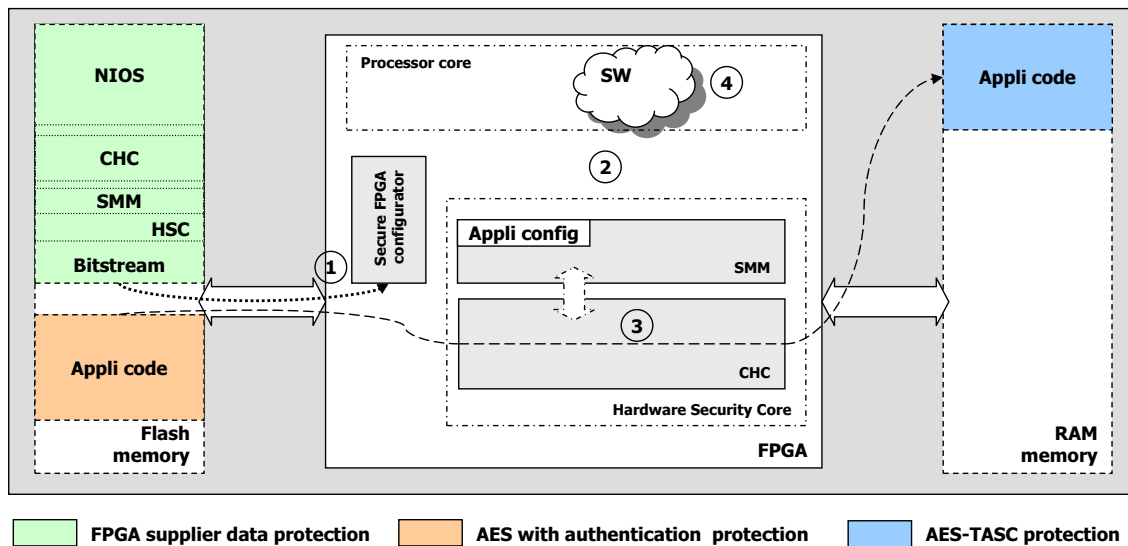 NIOS
CHC
SMM
HSC
Bitstream
Appli code
Flash
memory
1
Secure FPGA
configurator
Processor core
SW
4
2
Appli config
SMM
3
CHC
Hardware Security Core
FPGA
Appli code
RAM
memory
FPGA supplier data protection
AES with authentication protection
AES-TASC protection